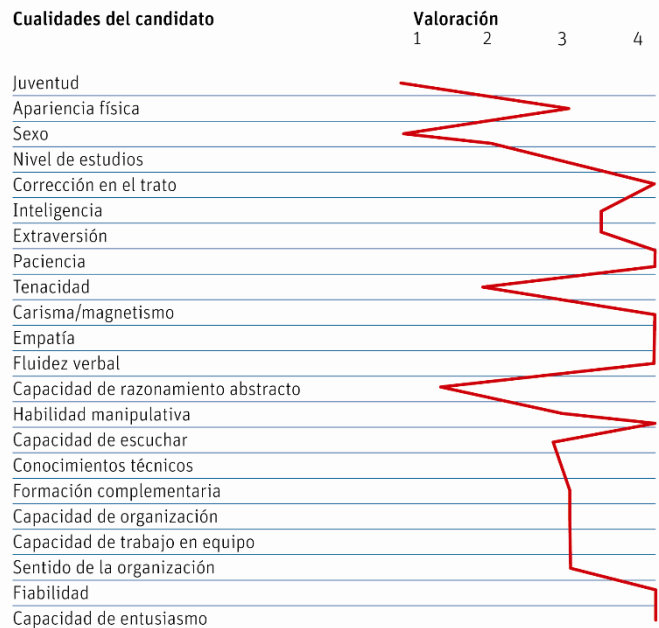 Cualidades del candidato Valoración
1 2 3 4
Juventud
Apariencia física
Sexo
Nivel de estudios
Corrección en el trato
Inteligencia
Extraversión
Paciencia
Tenacidad
Carisma/magnetismo
Empatía
Fluidez verbal
Capacidad de razonamiento abstracto
Habilidad manipulativa
Capacidad de escuchar
Conocimientos técnicos
Formación complementaria
Capacidad de organización
Capacidad de trabajo en equipo
Sentido de la organización
Fiabilidad
Capacidad de entusiasmo